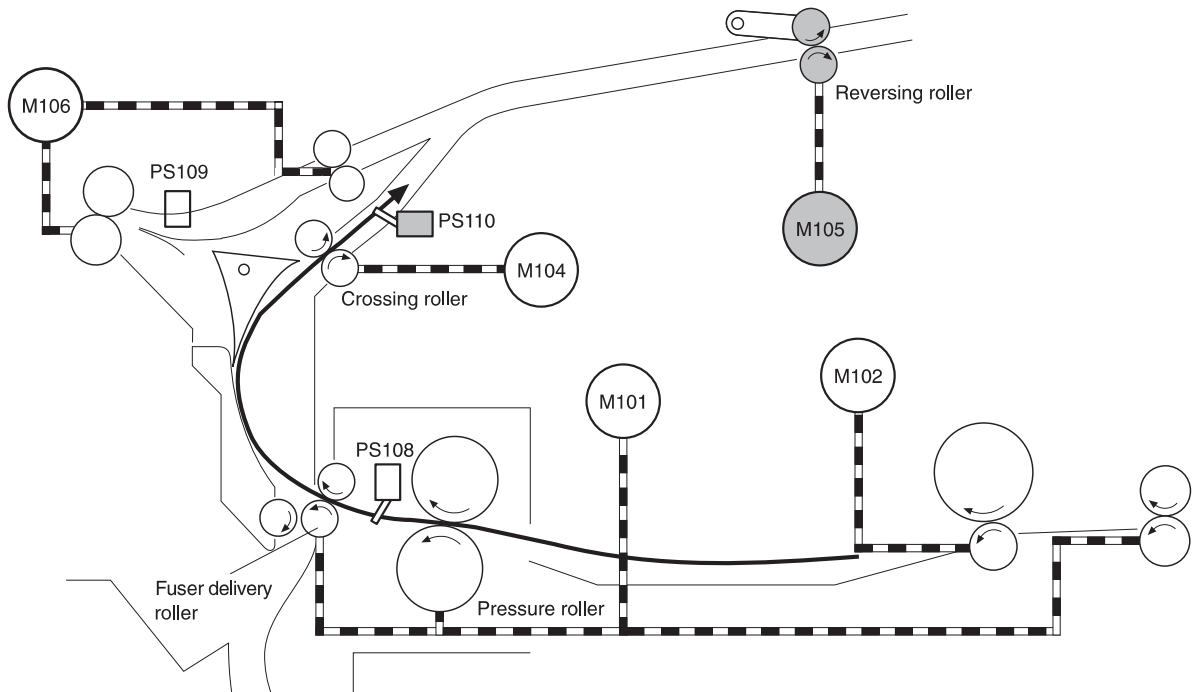 Reversing roller
M106
PS109
PS110
M105
M104
Crossing roller
M102
M101
PS108
Fuser delivery
roller
Pressure roller